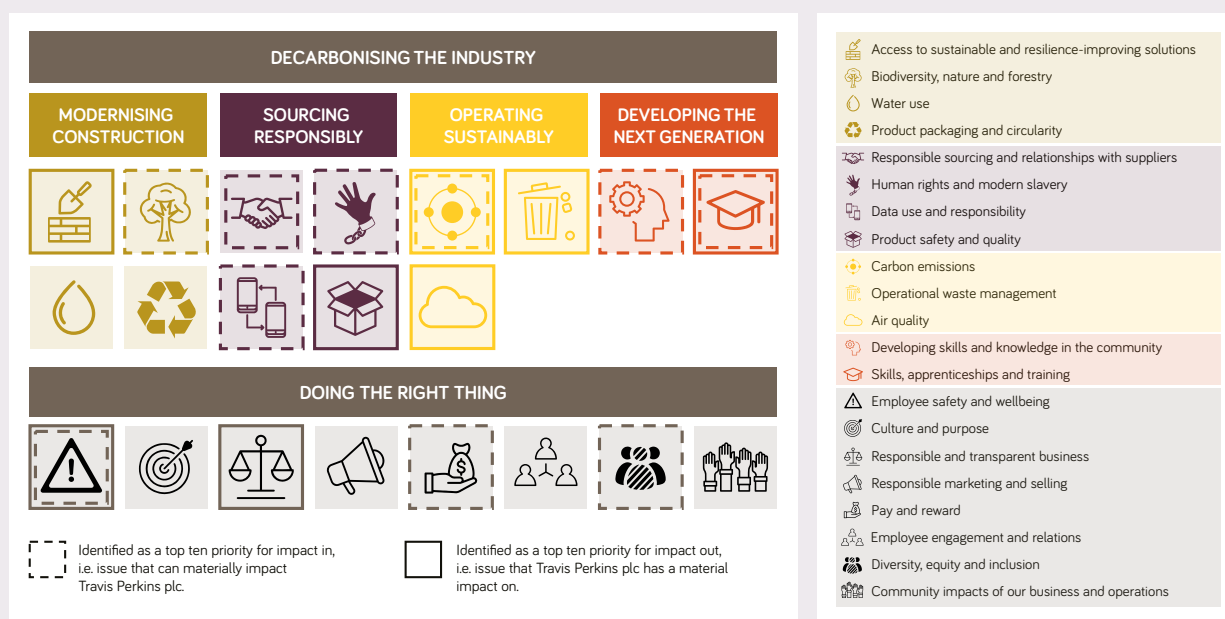 DECARBONISING THE INDUSTRY
MODERNISING
CONSTRUCTION
SOURCING
RESPONSIBLY
OPERATING
SUSTAINABLY
DEVELOPING THE
NEXT GENERATION
DOING THE RIGHT THING
$
Identified as a top ten priority for impact in,
i.e. issue that can materially impact
Travis Perkins plc.
Identified as a top ten priority for impact out,
i.e. issue that Travis Perkins plc has a material
impact on.
Access to sustainable and resilience-improving solutions
Biodiversity, nature and forestry
Water use
Product packaging and circularity
Responsible sourcing and relationships with suppliers
Human rights and modern slavery
Data use and responsibility
Product safety and quality
Carbon emissions
Operational waste management
Air quality
Developing skills and knowledge in the community
Skills, apprenticeships and training
Employee safety and wellbeing
Culture and purpose
Responsible and transparent business
Responsible marketing and selling
Pay and reward
Employee engagement and relations
Diversity, equity and inclusion
Community impacts of our business and operations